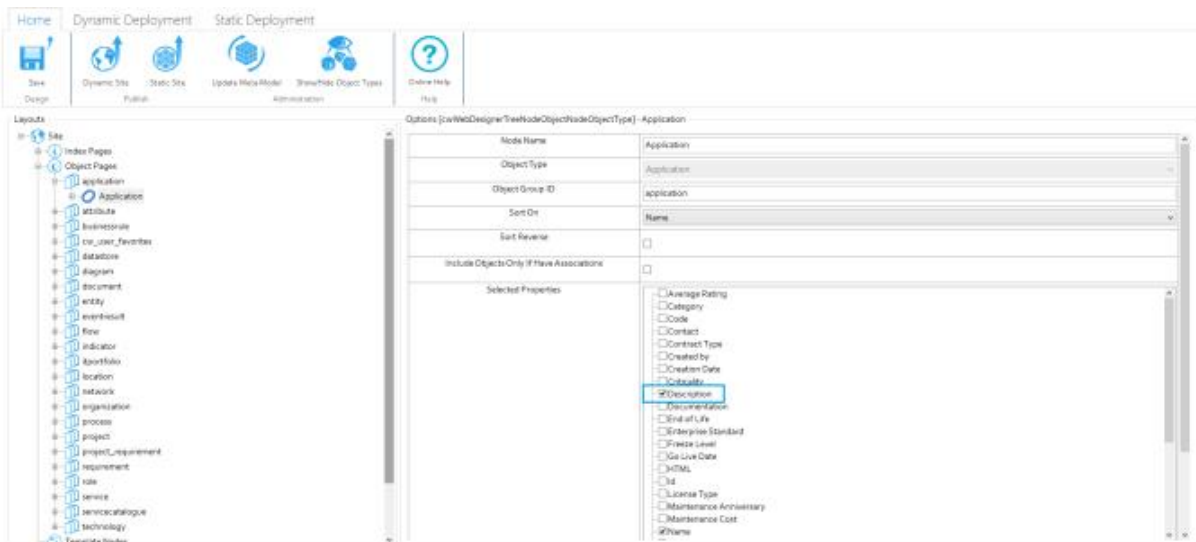 Home Dynamic Deployment Static Deployment
Save Dynamic Site Static Site Update Meta Model Show/Hide Object Types Online Help
Design Publish Administration Help
Layouts
Site
Index Pages
Object Pages
application
Application
attribute
businessrule
cw_user_favorites
datastore
diagram
document
entity
eventresult
flow
indicator
itportfolio
location
network
organization
process
project
project_requirement
requirement
role
service
servicecatalogue
technology
Template Nodes
Options [cwWebDesignerTreeNodeObjectNodeObjectType] - Application
Node Name Application
Object Type Application
Object Group ID application
Sort On Name
Sort Reverse
Include Objects Only If Have Associations
Selected Properties
Average Rating
Category
Code
Contact
Contract Type
Created by
Creation Date
Criticality
Description
Documentation
End of Life
Enterprise Standard
Freeze Level
Go Live Date
HTML
Id
License Type
Maintenance Anniversary
Maintenance Cost
Name